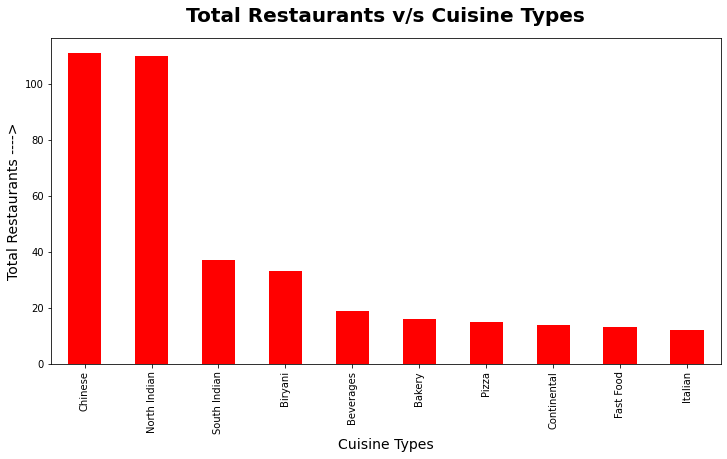 Total Restaurants v/s Cuisine Types
Total Restaurants ---->
100
80
60
40
20
0
Chinese
North Indian
South Indian
Biryani
Beverages
Bakery
Pizza
Continental
Fast Food
Italian
Cuisine Types